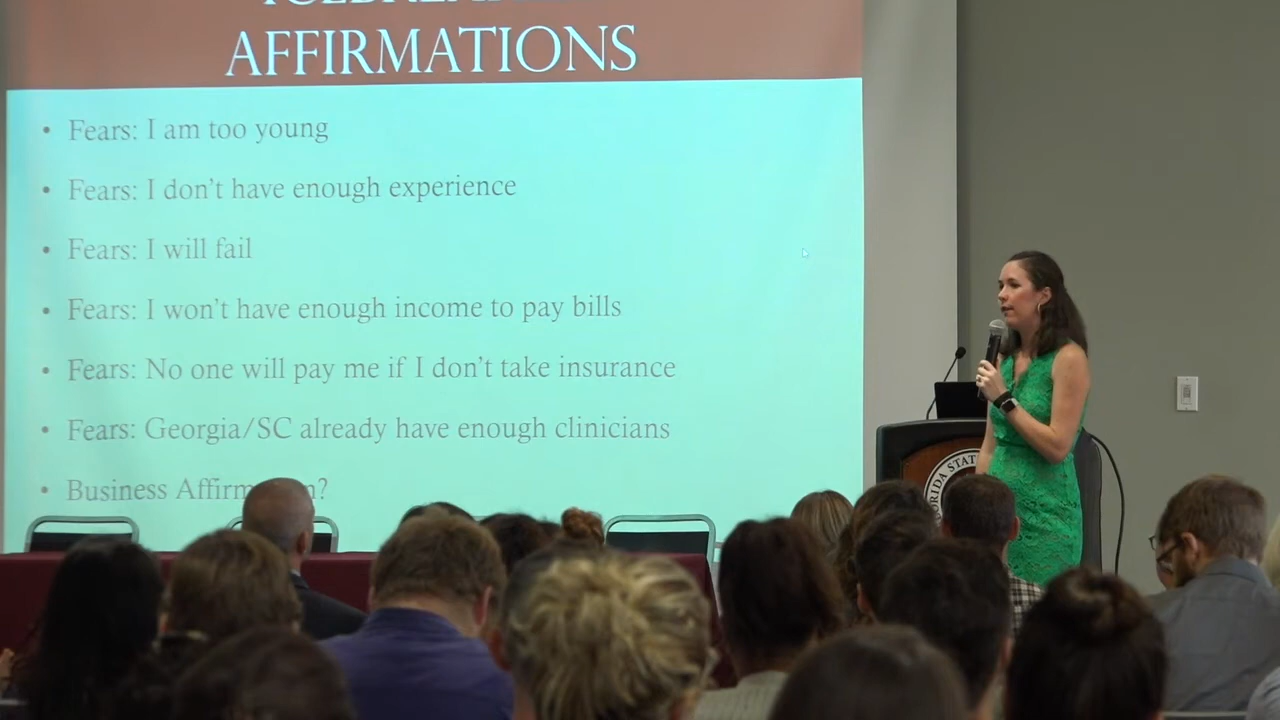 AFFIRMATIONS
• Fears: I am too young
• Fears: I don't have enough experience
• Fears: I will fail
• Fears: I won't have enough income to pay bills
• Fears: No one will pay me if I don't take insurance
• Fears: Georgia/SC already have enough clinicians
• Business